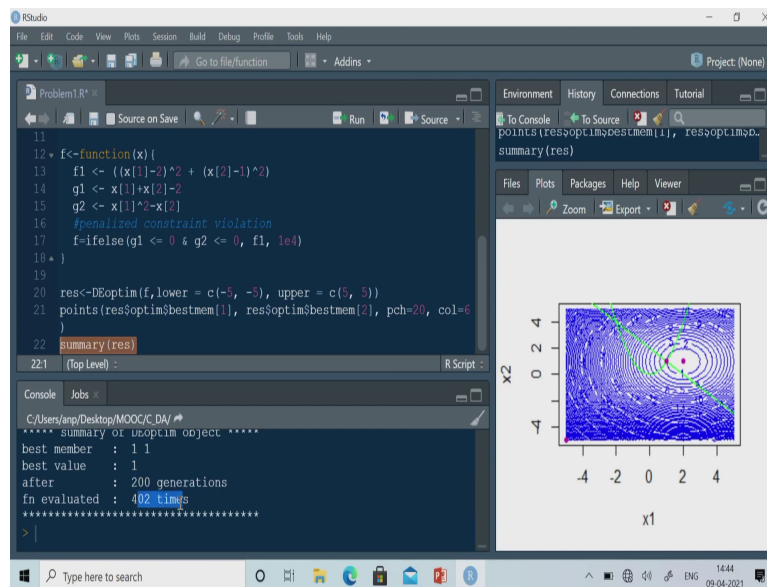 RStudio
File Edit Code View Plots Session Build Debug Profile Tools Help
Go to file/function
Addins
Project: (None)
Problem1.R*
Source on Save
Run
Source
11
12 f<-function(x){
13 f1 <- ((x[1]-2)^2 + (x[2]-1)^2)
14 g1 <- x[1]+x[2]-2
15 g2 <- x[1]^2-x[2]
16 #penalized constraint violation
17 f=ifelse(g1 <= 0 & g2 <= 0, f1, 1e4)
18 }
19
20 res<-DEoptim(f,lower = c(-5, -5), upper = c(5, 5))
21 points(res$optim$bestmem[1], res$optim$bestmem[2], pch=20, col=6
)
22 summary(res)
22:1 (Top Level) R Script
Console Jobs
C:/Users/anp/Desktop/MOOC/C_DA/
***** summary of DEoptim object *****
best member : 1 1
best value : 1
after : 200 generations
fn evaluated : 402 times
*************************************
>
Environment History Connections Tutorial
To Console To Source
points(res$optim$bestmem[1], res$optim$b...
summary(res)
Files Plots Packages Help Viewer
Zoom Export
x2
4
2
0
-4
-4 -2 0 2 4
x1
Type here to search
ENG
14:44
09-04-2021